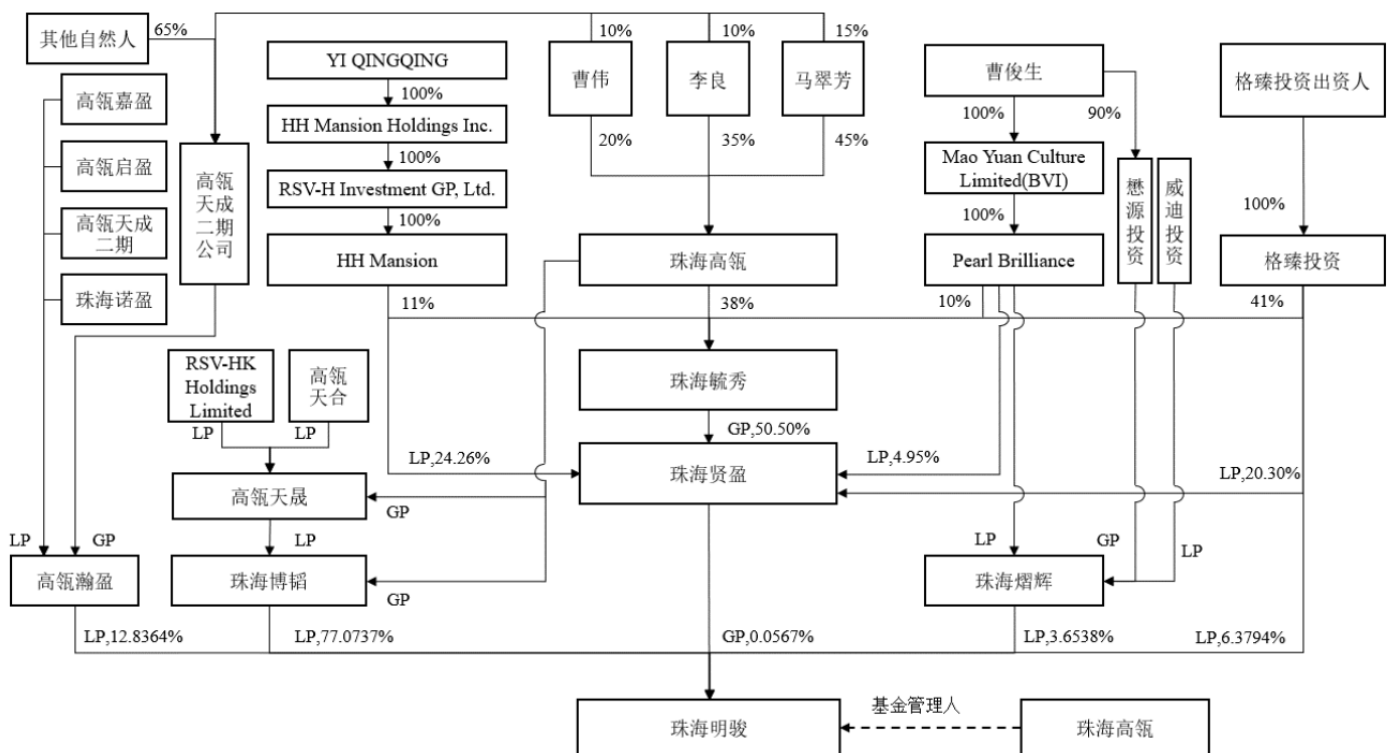 其他自然人
65%
10%
10%
15%
YI QINGQING
曹伟
李良
马翠芳
曹俊生
格臻投资出资人
高瓴嘉盈
100%
100%
90%
HH Mansion Holdings Inc.
20%
35%
45%
高瓴启盈
高瓴
天成
二期
公司
100%
Mao Yuan Culture
Limited(BVI)
懋源投资
威迪投资
RSV-H Investment GP, Ltd.
高瓴天成
二期
100%
100%
100%
HH Mansion
珠海高瓴
Pearl Brilliance
格臻投资
珠海诺盈
11%
38%
10%
41%
RSV-HK
Holdings
Limited
高瓴
天合
珠海毓秀
LP
LP
GP,50.50%
LP,24.26%
珠海贤盈
LP,4.95%
LP,20.30%
高瓴天晟
GP
LP
GP
LP
LP
GP
LP
高瓴瀚盈
珠海博韬
GP
珠海熠辉
LP,12.8364%
LP,77.0737%
GP,0.0567%
LP,3.6538%
LP,6.3794%
珠海明骏
基金管理人
珠海高瓴